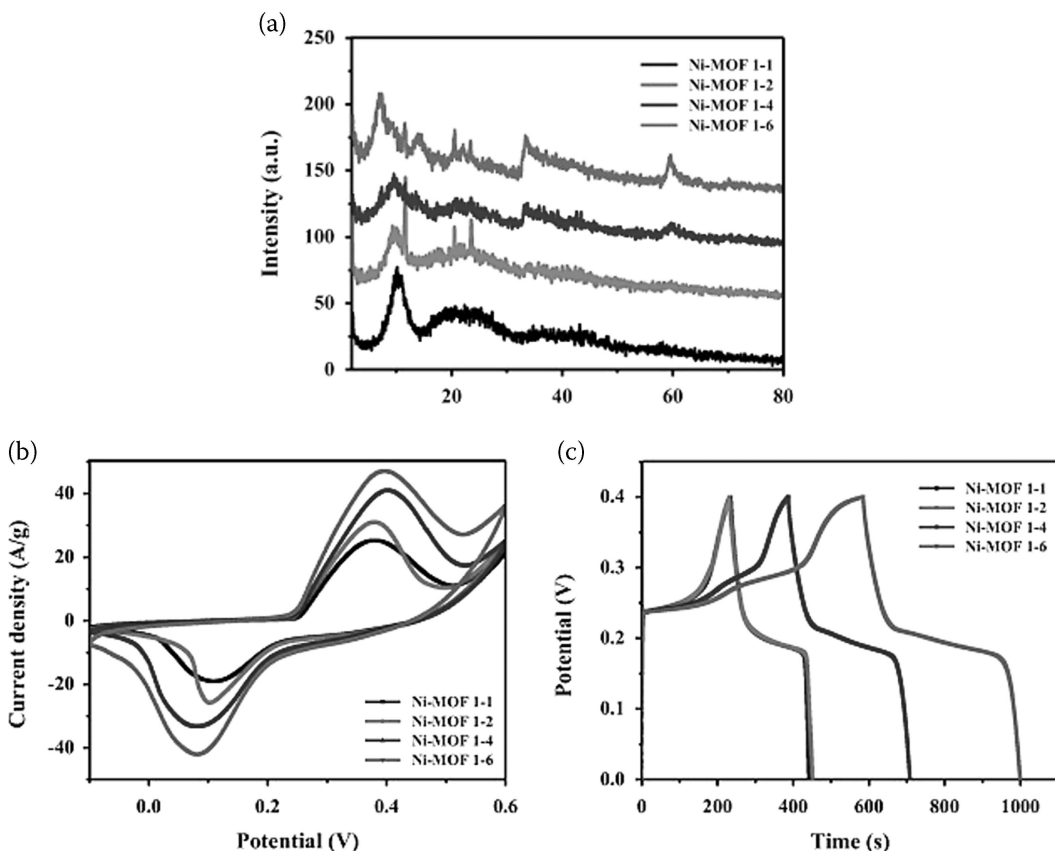 (a)
250
200
150
100
50
0
Intensity (a.u.)
Ni-MOF 1-1
Ni-MOF 1-2
Ni-MOF 1-4
Ni-MOF 1-6
20
40
60
80
(b)
40
20
0
-20
-40
Current density (A/g)
Ni-MOF 1-1
Ni-MOF 1-2
Ni-MOF 1-4
Ni-MOF 1-6
0.0
0.2
0.4
0.6
Potential (V)
(c)
0.4
0.3
0.2
0.1
0.0
Potential (V)
Ni-MOF 1-1
Ni-MOF 1-2
Ni-MOF 1-4
Ni-MOF 1-6
0
200
400
600
800
1000
Time (s)